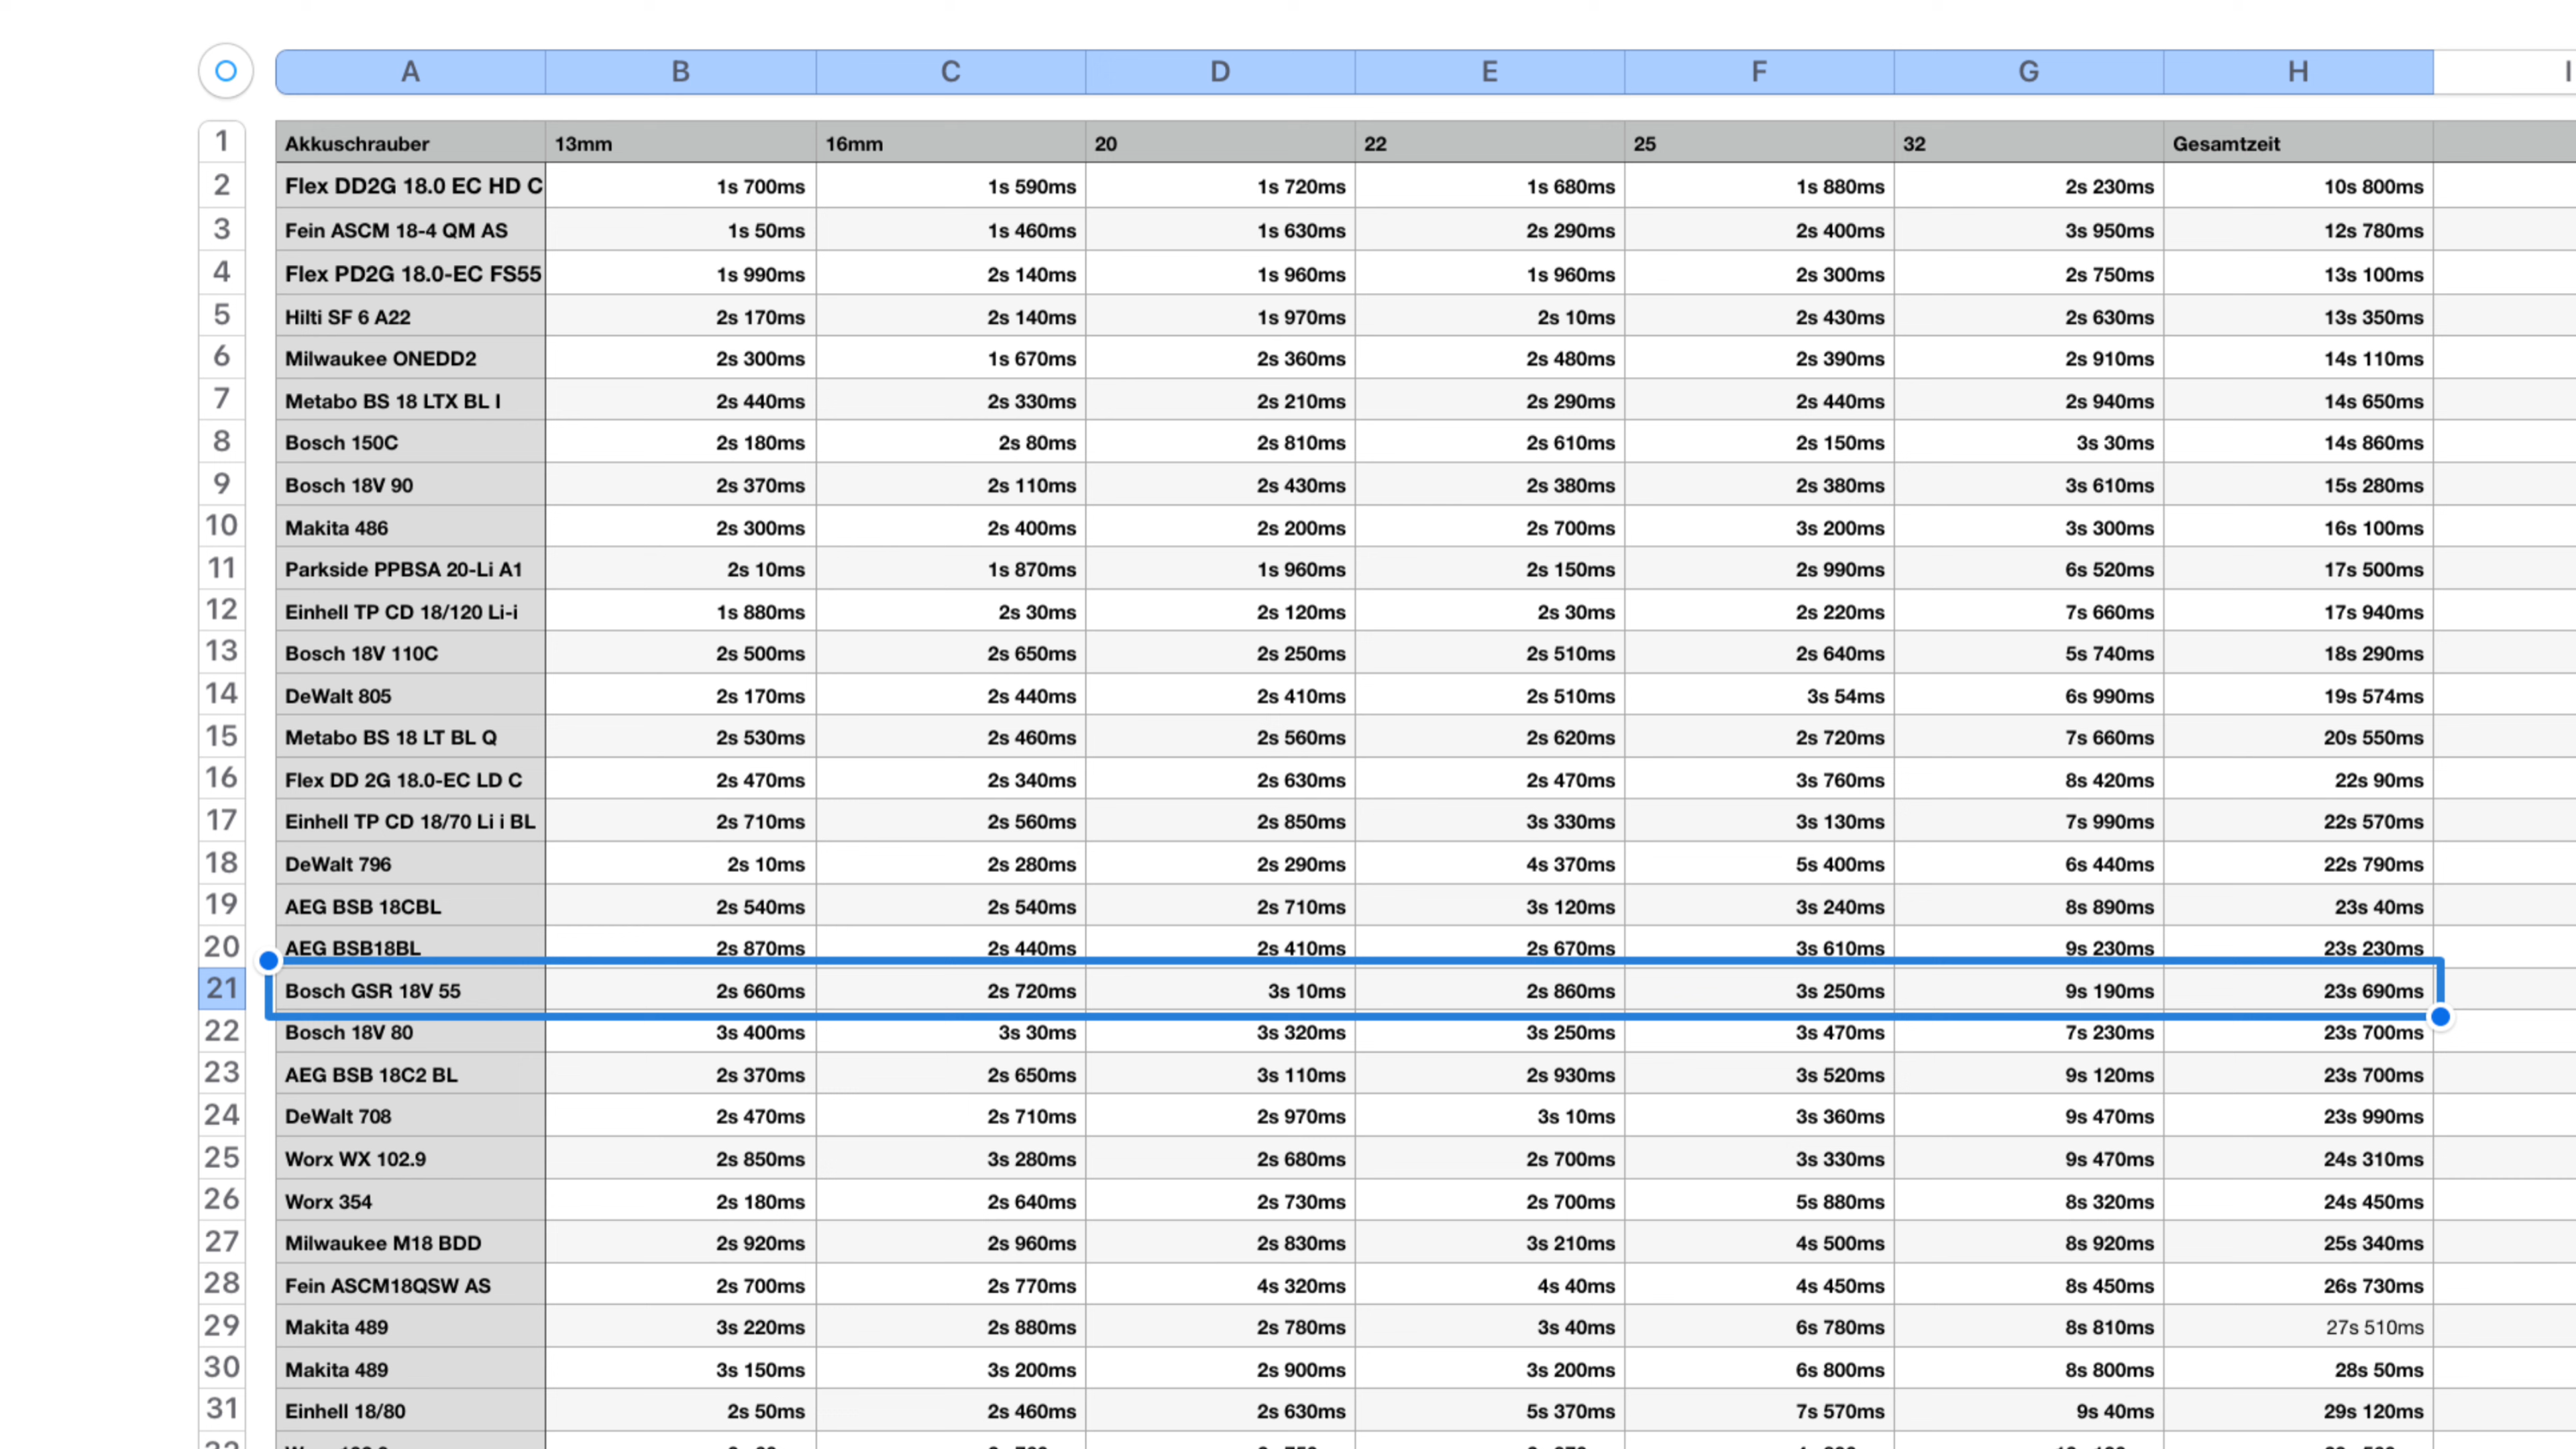 A B C D E F G H I
1 Akkuschrauber 13mm 16mm 20 22 25 32 Gesamtzeit
2 Flex DD2G 18.0 EC HD C 1s 700ms 1s 590ms 1s 720ms 1s 680ms 1s 880ms 2s 230ms 10s 800ms
3 Fein ASCM 18-4 QM AS 1s 50ms 1s 460ms 1s 630ms 2s 290ms 2s 400ms 3s 950ms 12s 780ms
4 Flex PD2G 18.0-EC FS55 1s 990ms 2s 140ms 1s 960ms 1s 960ms 2s 300ms 2s 750ms 13s 100ms
5 Hilti SF 6 A22 2s 170ms 2s 140ms 1s 970ms 2s 10ms 2s 430ms 2s 630ms 13s 350ms
6 Milwaukee ONEDD2 2s 300ms 1s 670ms 2s 360ms 2s 480ms 2s 390ms 2s 910ms 14s 110ms
7 Metabo BS 18 LTX BL I 2s 440ms 2s 330ms 2s 210ms 2s 290ms 2s 440ms 2s 940ms 14s 650ms
8 Bosch 150C 2s 180ms 2s 80ms 2s 810ms 2s 610ms 2s 150ms 3s 30ms 14s 860ms
9 Bosch 18V 90 2s 370ms 2s 110ms 2s 430ms 2s 380ms 2s 380ms 3s 610ms 15s 280ms
10 Makita 486 2s 300ms 2s 400ms 2s 200ms 2s 700ms 3s 200ms 3s 300ms 16s 100ms
11 Parkside PPBSA 20-Li A1 2s 10ms 1s 870ms 1s 960ms 2s 150ms 2s 990ms 6s 520ms 17s 500ms
12 Einhell TP CD 18/120 Li-i 1s 880ms 2s 30ms 2s 120ms 2s 30ms 2s 220ms 7s 660ms 17s 940ms
13 Bosch 18V 110C 2s 500ms 2s 650ms 2s 250ms 2s 510ms 2s 640ms 5s 740ms 18s 290ms
14 DeWalt 805 2s 170ms 2s 440ms 2s 410ms 2s 510ms 3s 54ms 6s 990ms 19s 574ms
15 Metabo BS 18 LT BL Q 2s 530ms 2s 460ms 2s 560ms 2s 620ms 2s 720ms 7s 660ms 20s 550ms
16 Flex DD 2G 18.0-EC LD C 2s 470ms 2s 340ms 2s 630ms 2s 470ms 3s 760ms 8s 420ms 22s 90ms
17 Einhell TP CD 18/70 Li i BL 2s 710ms 2s 560ms 2s 850ms 3s 330ms 3s 130ms 7s 990ms 22s 570ms
18 DeWalt 796 2s 10ms 2s 280ms 2s 290ms 4s 370ms 5s 400ms 6s 440ms 22s 790ms
19 AEG BSB 18CBL 2s 540ms 2s 540ms 2s 710ms 3s 120ms 3s 240ms 8s 890ms 23s 40ms
20 AEG BSB18BL 2s 870ms 2s 440ms 2s 410ms 2s 670ms 3s 610ms 9s 230ms 23s 230ms
21 Bosch GSR 18V 55 2s 660ms 2s 720ms 3s 10ms 2s 860ms 3s 250ms 9s 190ms 23s 690ms
22 Bosch 18V 80 3s 400ms 3s 30ms 3s 320ms 3s 250ms 3s 470ms 7s 230ms 23s 700ms
23 AEG BSB 18C2 BL 2s 370ms 2s 650ms 3s 110ms 2s 930ms 3s 520ms 9s 120ms 23s 700ms
24 DeWalt 708 2s 470ms 2s 710ms 2s 970ms 3s 10ms 3s 360ms 9s 470ms 23s 990ms
25 Worx WX 102.9 2s 850ms 3s 280ms 2s 680ms 2s 700ms 3s 330ms 9s 470ms 24s 310ms
26 Worx 354 2s 180ms 2s 640ms 2s 730ms 2s 700ms 5s 880ms 8s 320ms 24s 450ms
27 Milwaukee M18 BDD 2s 920ms 2s 960ms 2s 830ms 3s 210ms 4s 500ms 8s 920ms 25s 340ms
28 Fein ASCM18QSW AS 2s 700ms 2s 770ms 4s 320ms 4s 40ms 4s 450ms 8s 450ms 26s 730ms
29 Makita 489 3s 220ms 2s 880ms 2s 780ms 3s 40ms 6s 780ms 8s 810ms 27s 510ms
30 Makita 489 3s 150ms 3s 200ms 2s 900ms 3s 200ms 6s 800ms 8s 800ms 28s 50ms
31 Einhell 18/80 2s 50ms 2s 460ms 2s 630ms 5s 370ms 7s 570ms 9s 40ms 29s 120ms